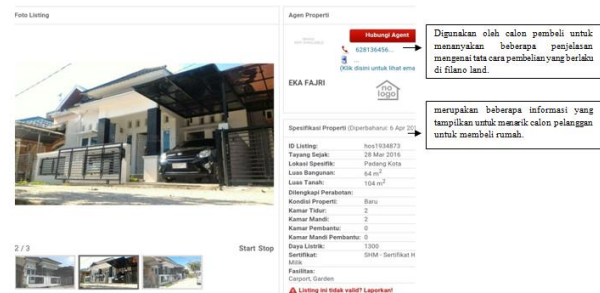 Foto Listing
2 / 3
Start Stop
Agen Properti
Hubungi Agent
628136456...
...
(Klik disini untuk lihat ema
EKA FAJRI
no
logo
Spesifikasi Properti (Diperbaharui: 6 Apr 20
ID Listing: hos1934873
Tayang Sejak: 28 Mar 2016
Lokasi Spesifik: Padang Kota
Luas Bangunan: 64 m²
Luas Tanah: 104 m²
Dilengkapi Perabotan:
Kondisi Properti: Baru
Kamar Tidur: 2
Kamar Mandi: 2
Kamar Pembantu: 0
Kamar Mandi Pembantu: 0
Daya Listrik: 1300
Sertifikat: SHM - Sertifikat H
Milik
Fasilitas:
Carport, Garden
Listing ini tidak valid? Laporkan!
Digunakan oleh calon pembeli untuk
menanyakan beberapa penjelasan
mengenai tata cara pembelian yang berlaku
di filano land.
merupakan beberapa informasi yang
tampilkan untuk menarik calon pelanggan
untuk membeli rumah.